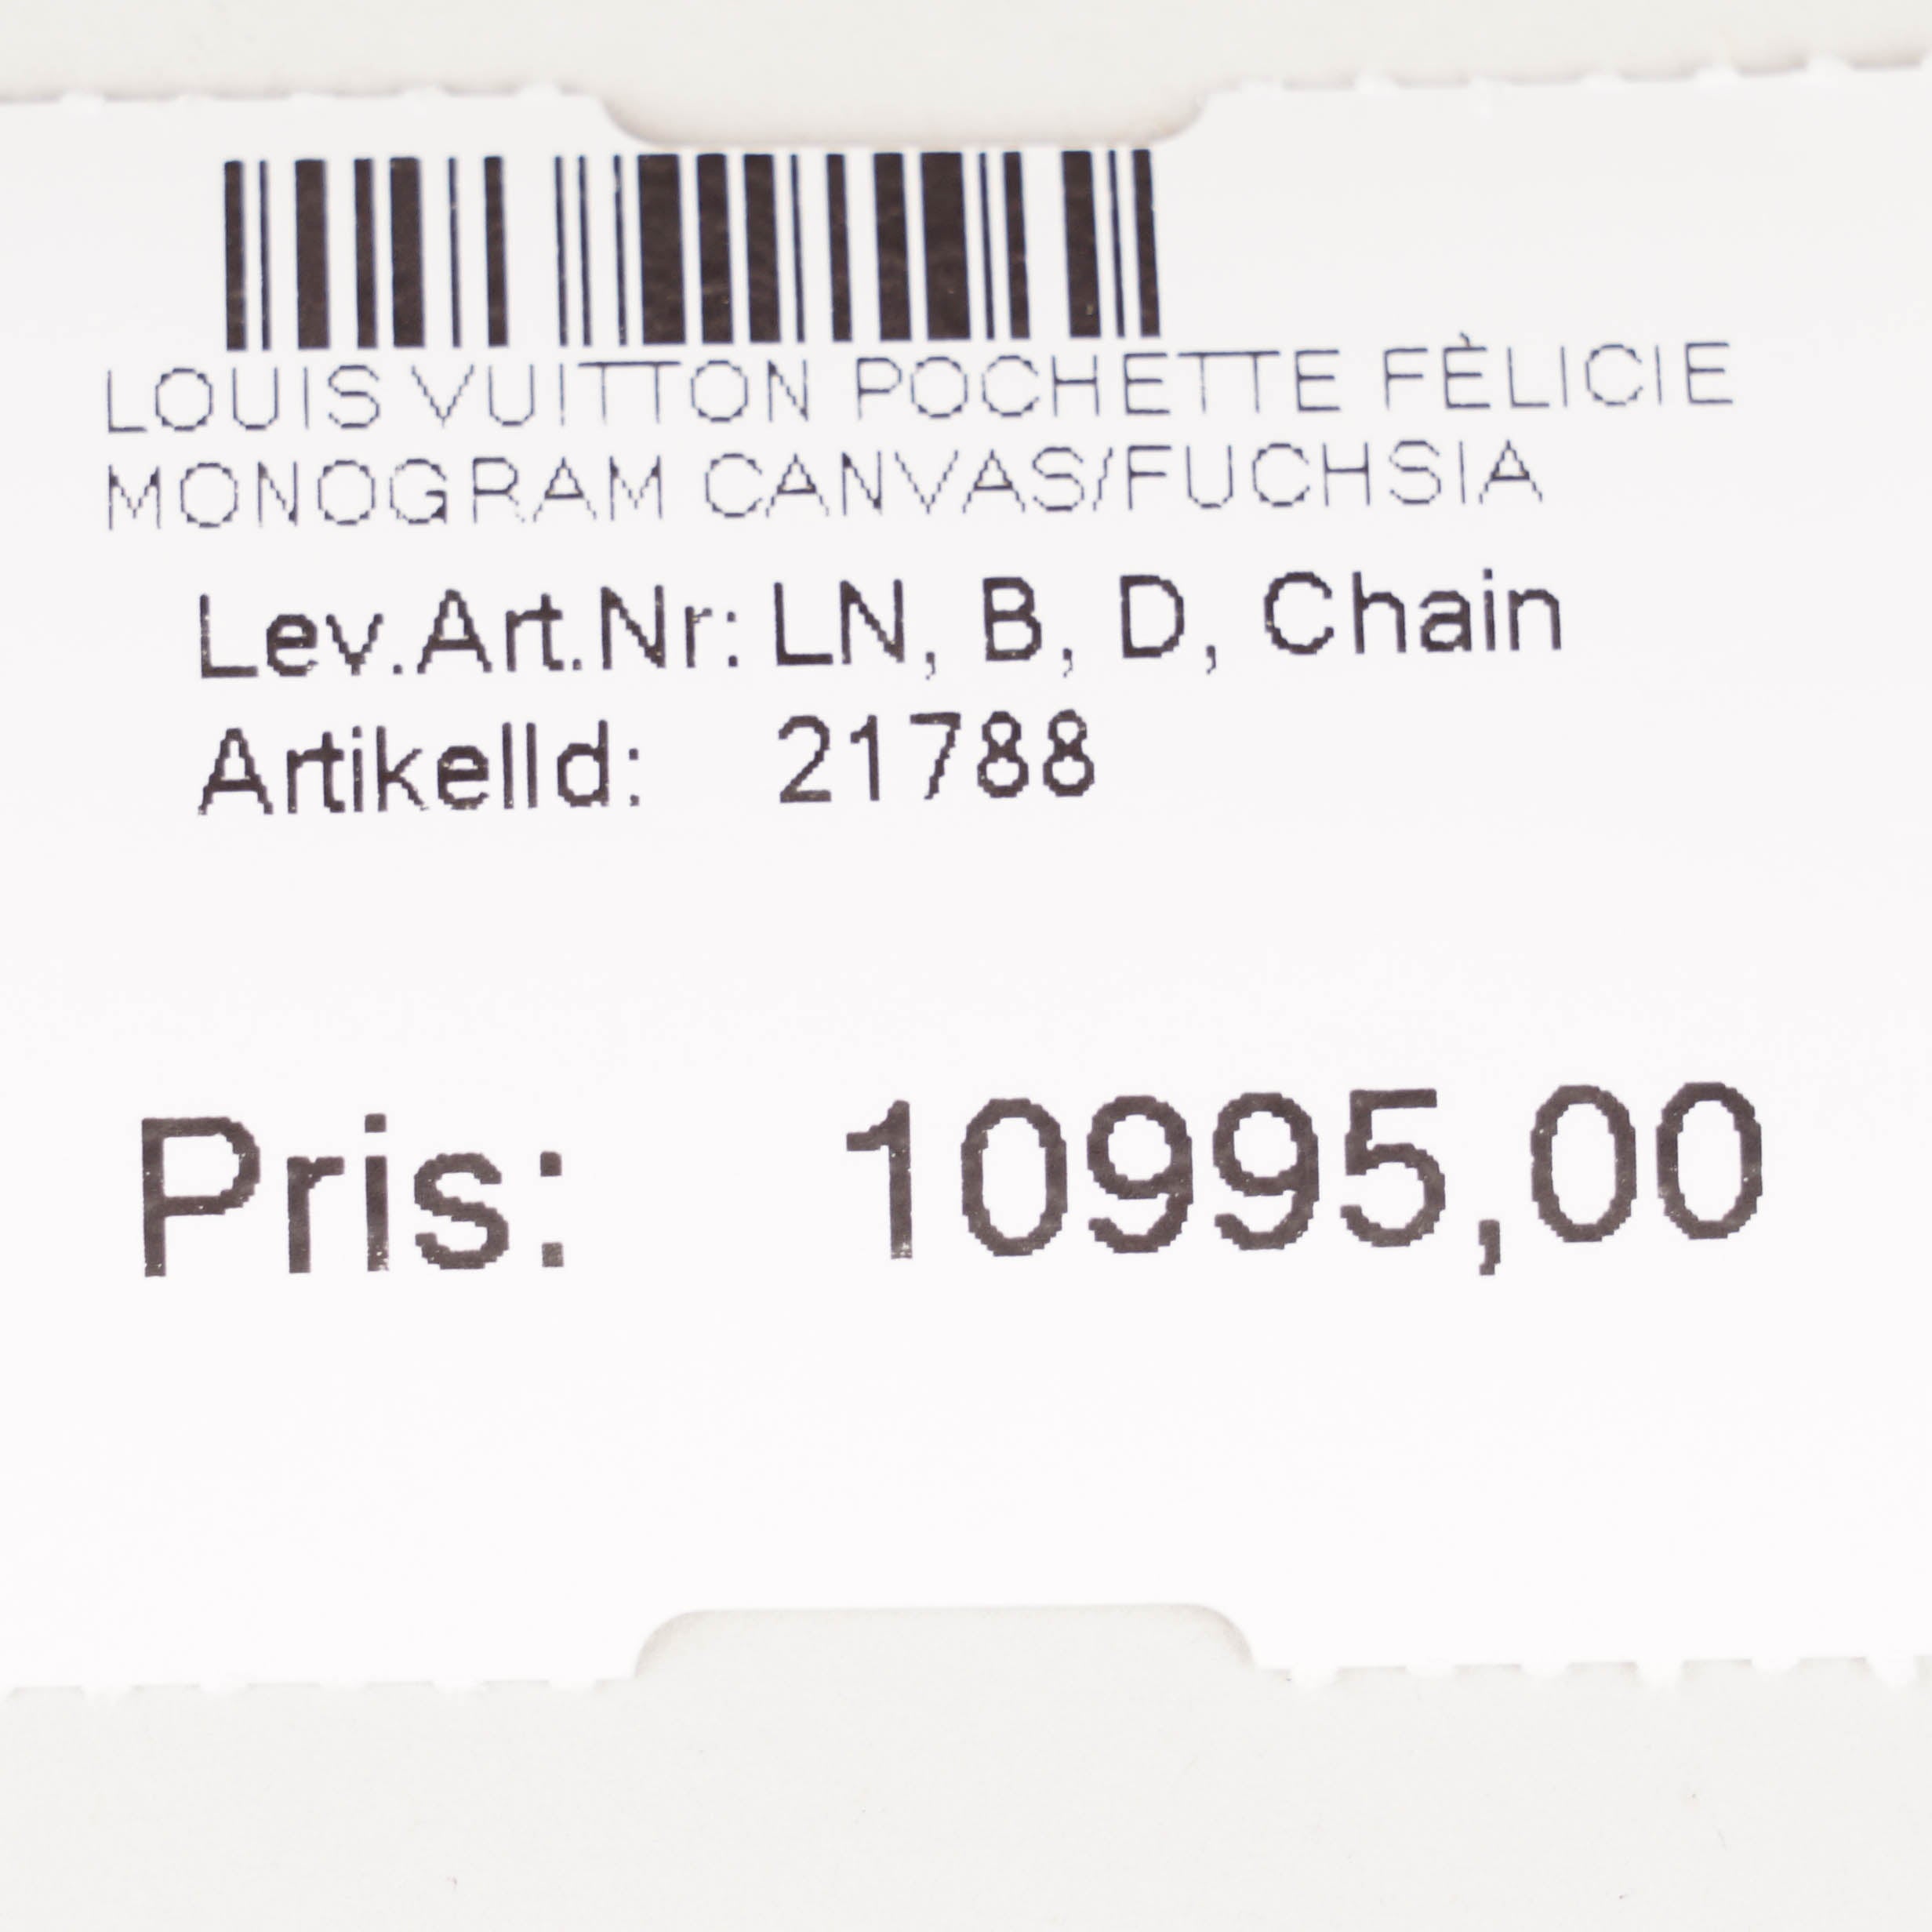 LOUIS VUITTON POCHETTE FÈLICIE
MONOGRAM CANVAS/FUCHSIA
Lev.Art.Nr: LN, B, D, Chain
ArtikelId: 21788
Pris: 10995,00